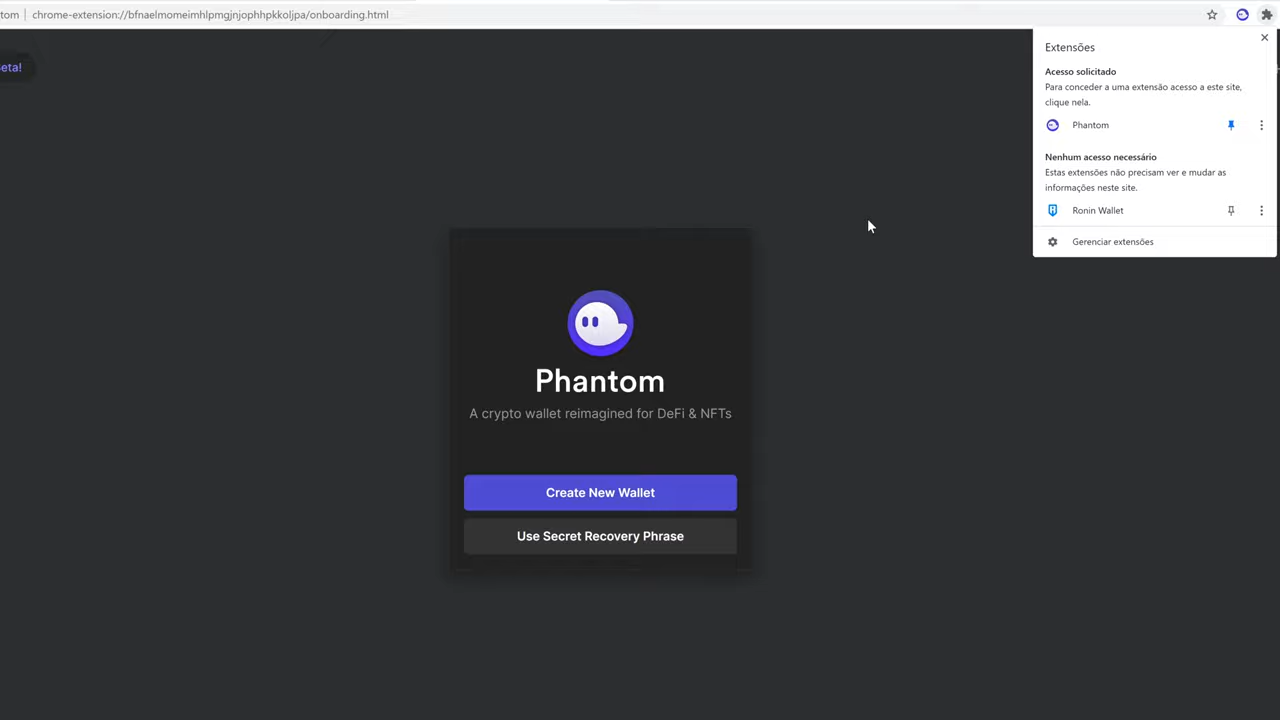 tom
chrome-extension://bfnaelmomeimhlpmgjnjophhpkkoljpa/onboarding.html
eta!
Extensões
Acesso solicitado
Para conceder a uma extensão acesso a este site,
clique nela.
Phantom
Nenhum acesso necessário
Estas extensões não precisam ver e mudar as
informações neste site.
Ronin Wallet
Gerenciar extensões
Phantom
A crypto wallet reimagined for DeFi & NFTs
Create New Wallet
Use Secret Recovery Phrase